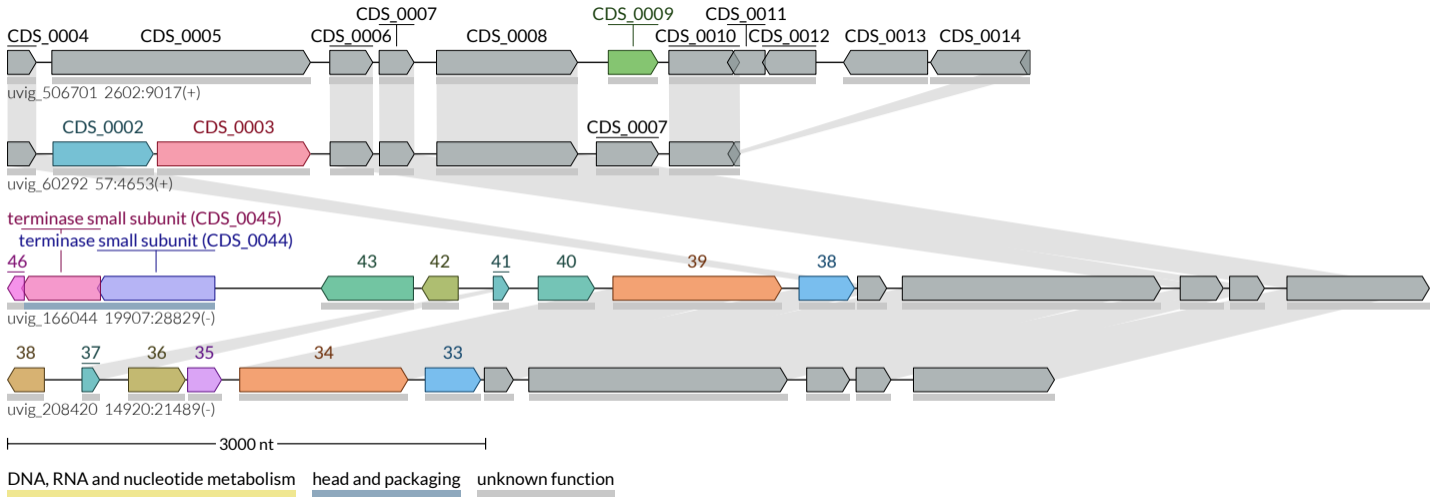 CDS_0007 CDS_0009 CDS_0011
CDS_0004 CDS_0005 CDS_0006 CDS_0008 CDS_0010 CDS_0012 CDS_0013 CDS_0014
uvig_506701 2602:9017(+)
CDS_0002 CDS_0003 CDS_0007
uvig_60292 57:4653(+)
terminase small subunit (CDS_0045)
terminase small subunit (CDS_0044)
46 43 42 41 40 39 38
uvig_166044 19907:28829(-)
38 37 36 35 34 33
uvig_208420 14920:21489(-)
3000 nt
DNA, RNA and nucleotide metabolism head and packaging unknown function